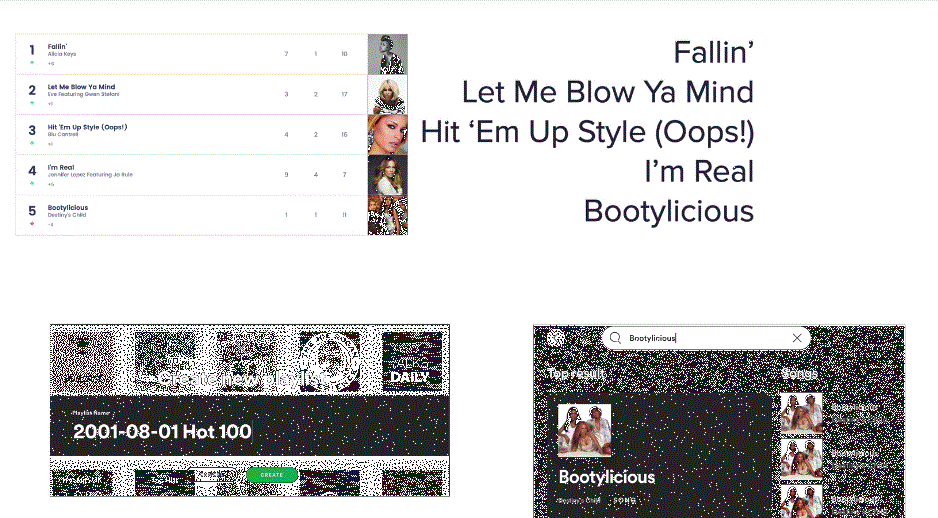 1
Fallin'
Alicia Keys
+6
7 1 10
2
Let Me Blow Ya Mind
Eve Featuring Gwen Stefani
+1
3 2 17
3
Hit 'Em Up Style (Oops!)
Blu Cantrell
+1
4 2 16
4
I'm Real
Jennifer Lopez Featuring Ja Rule
+5
9 4 7
5
Bootylicious
Destiny's Child
1 1 11
Fallin’
Let Me Blow Ya Mind
Hit ‘Em Up Style (Oops!)
I’m Real
Bootylicious
Create new
DAILY
Playlist Name
2001-08-01 Hot 100
CREATE
Bootylicious
Top result
Songs
Bootylicious
Destiny's Child SONG